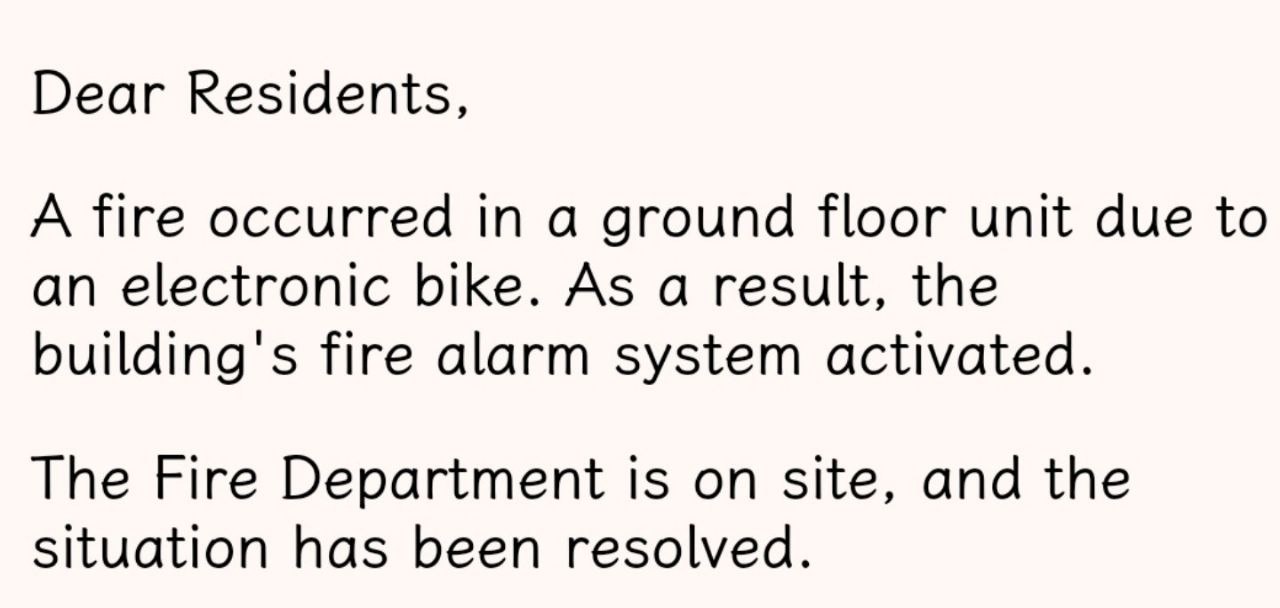 Dear Residents,
A fire occurred in a ground floor unit due to
an electronic bike. As a result, the
building's fire alarm system activated.
The Fire Department is on site, and the
situation has been resolved.